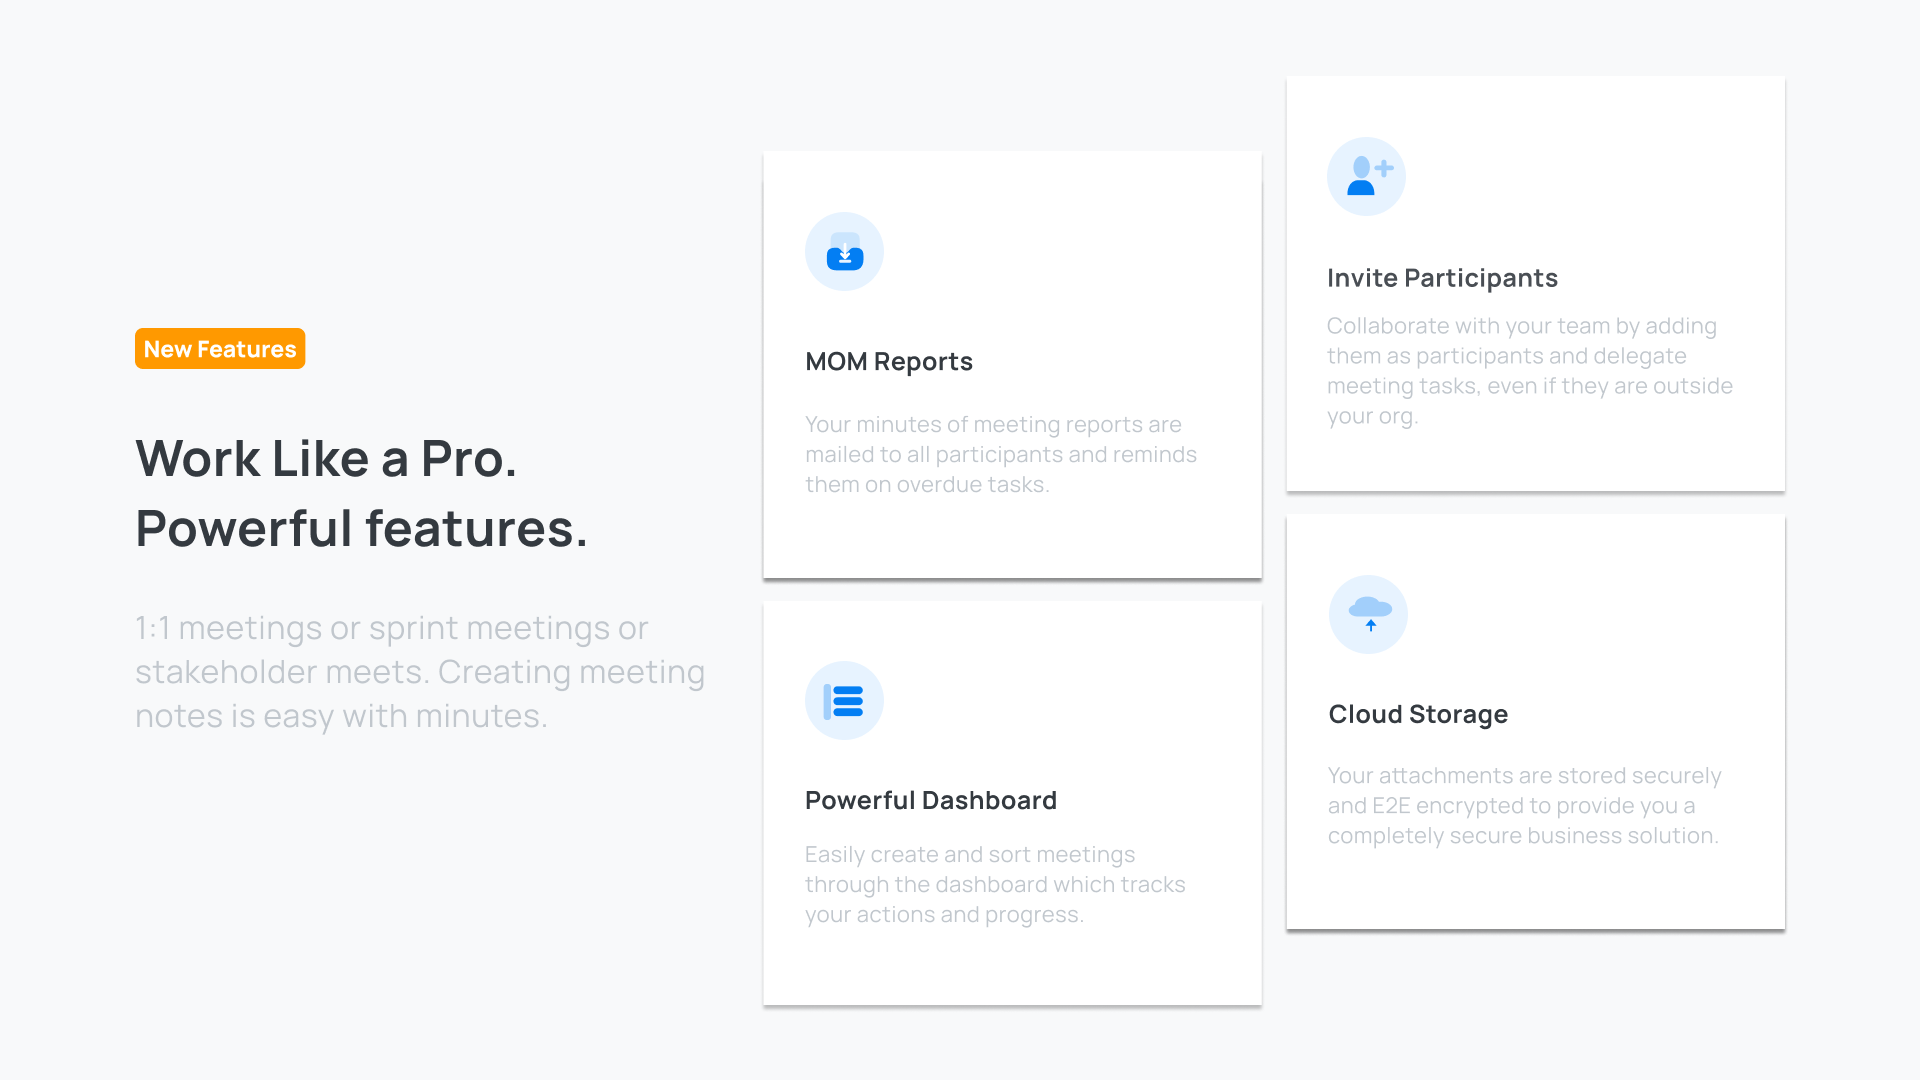 New Features
Work Like a Pro.
Powerful features.
1:1 meetings or sprint meetings or
stakeholder meets. Creating meeting
notes is easy with minutes.
MOM Reports
Your minutes of meeting reports are
mailed to all participants and reminds
them on overdue tasks.
Powerful Dashboard
Easily create and sort meetings
through the dashboard which tracks
your actions and progress.
Invite Participants
Collaborate with your team by adding
them as participants and delegate
meeting tasks, even if they are outside
your org.
Cloud Storage
Your attachments are stored securely
and E2E encrypted to provide you a
completely secure business solution.